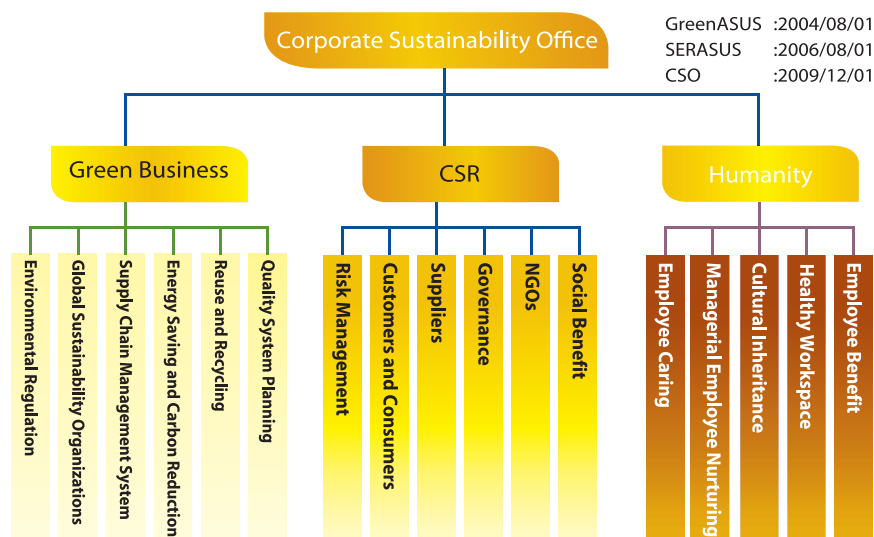 Corporate Sustainability Office
GreenASUS :2004/08/01
SERASUS :2006/08/01
CSO :2009/12/01
Green Business
CSR
Humanity
Environmental Regulation
Global Sustainability Organizations
Supply Chain Management System
Energy Saving and Carbon Reduction
Reuse and Recycling
Quality System Planning
Risk Management
Customers and Consumers
Suppliers
Governance
NGOs
Social Benefit
Employee Caring
Managerial Employee Nurturing
Cultural Inheritance
Healthy Workspace
Employee Benefit